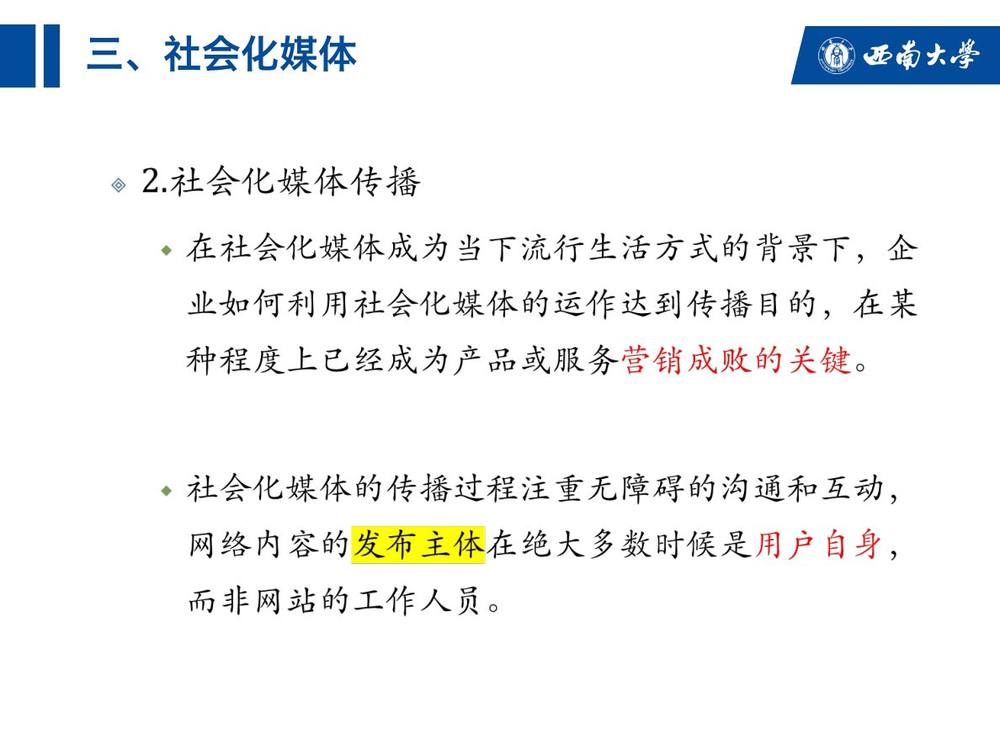 三、社会化媒体
西南大学
2.社会化媒体传播
在社会化媒体成为当下流行生活方式的背景下，企
业如何利用社会化媒体的运作达到传播目的，在某
种程度上已经成为产品或服务营销成败的关键。
社会化媒体的传播过程注重无障碍的沟通和互动，
网络内容的发布主体在绝大多数时候是用户自身，
而非网站的工作人员。